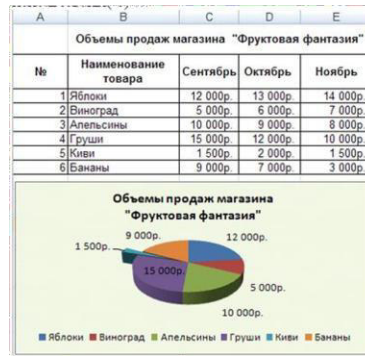 A B C D E
Объемы продаж магазина "Фруктовая фантазия"
№ Наименование товара Сентябрь Октябрь Ноябрь
1 Яблоки 12 000р. 13 000р. 14 000р.
2 Виноград 5 000р. 6 000р. 7 000р.
3 Апельсины 10 000р. 9 000р. 8 000р.
4 Груши 15 000р. 12 000р. 10 000р.
5 Киви 1 500р. 2 000р. 1 500р.
6 Бананы 9 000р. 7 000р. 3 000р.
Объемы продаж магазина
"Фруктовая фантазия"
9 000р. 12 000р.
1 500р.
15 000р.
5 000р.
10 000р.
Яблоки Виноград Апельсины Груши Киви Бананы